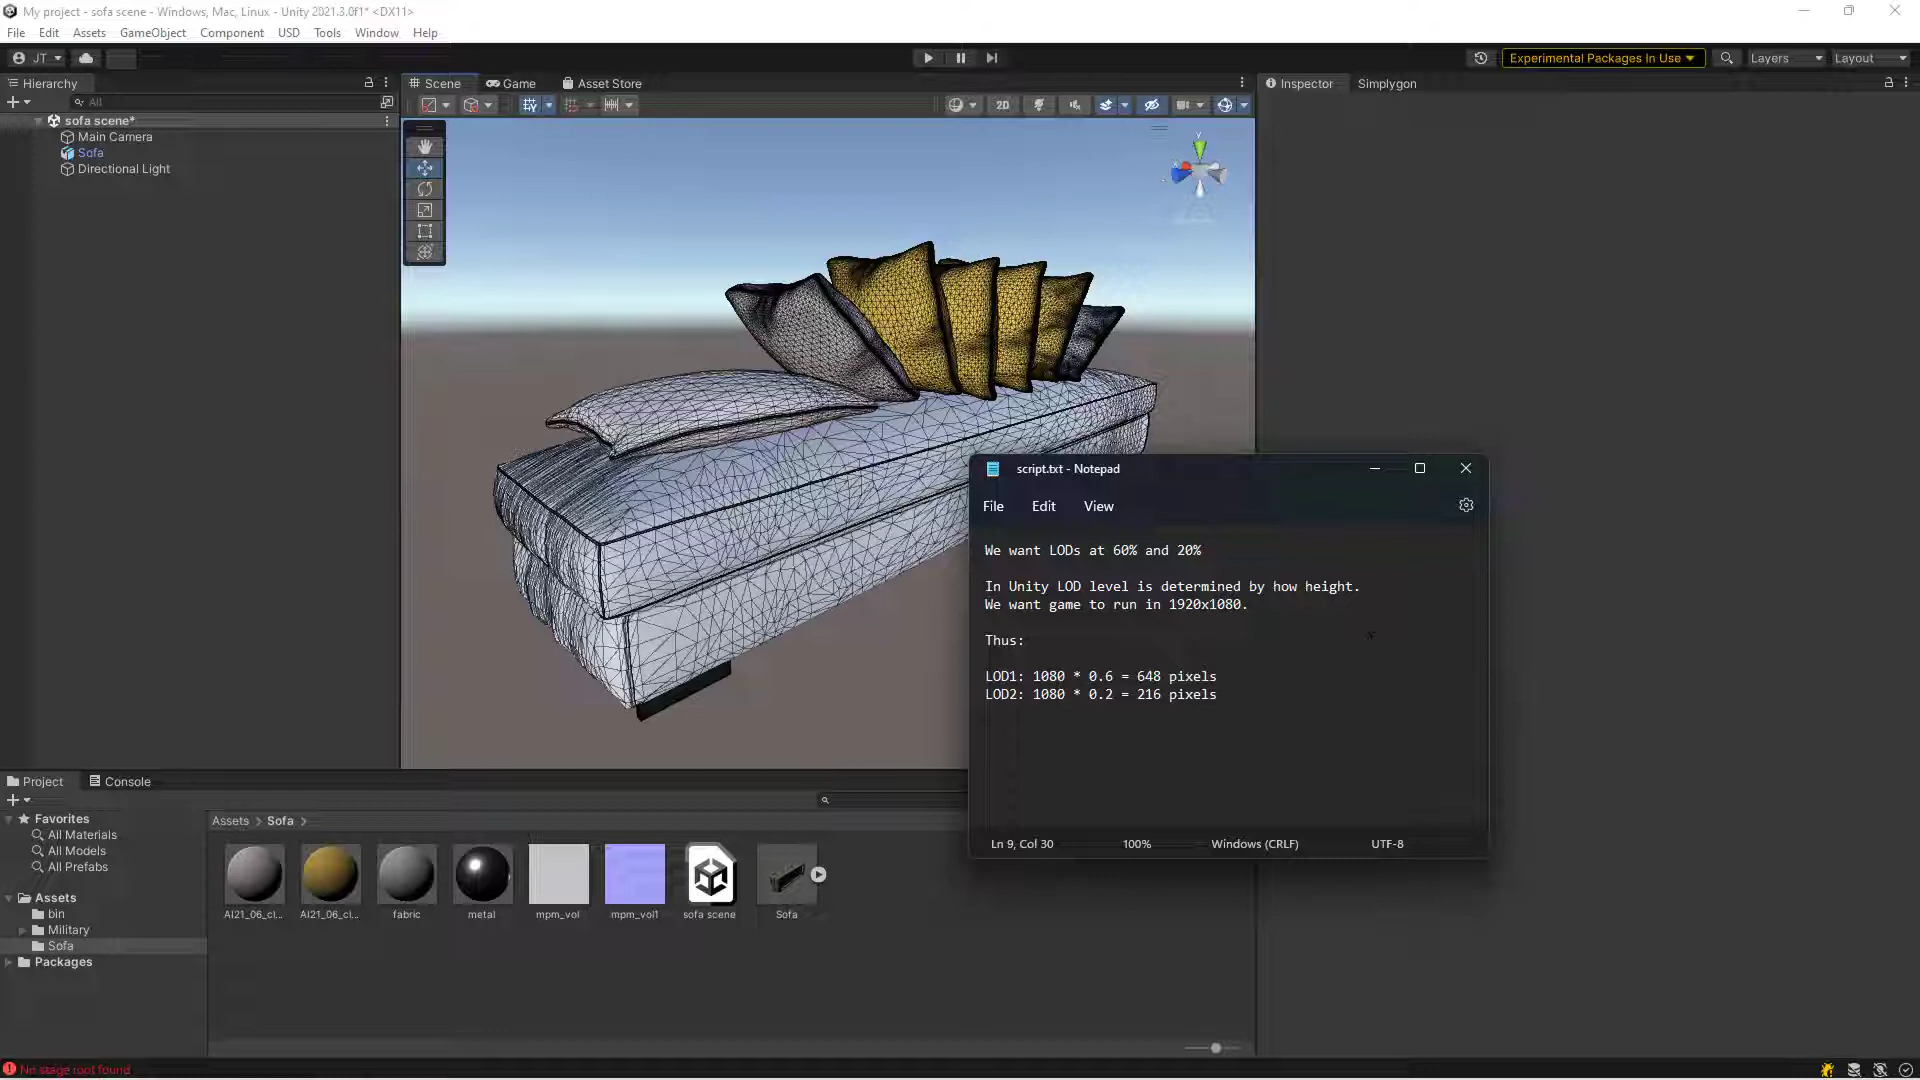 My project - sofa scene - Windows, Mac, Linux - Unity 2021.3.0f1* <DX11>
File Edit Assets GameObject Component USD Tools Window Help
JT
Experimental Packages In Use
Layers
Layout
Hierarchy
Scene
Game
Asset Store
Inspector
Simplygon
All
2D
sofa scene*
Main Camera
Sofa
Directional Light
Y
script.txt - Notepad
File Edit View
We want LODs at 60% and 20%
In Unity LOD level is determined by how height.
We want game to run in 1920x1080.
Thus:
LOD1: 1080 * 0.6 = 648 pixels
LOD2: 1080 * 0.2 = 216 pixels
Ln 9, Col 30
100%
Windows (CRLF)
UTF-8
Project
Console
Favorites
All Materials
All Models
All Prefabs
Assets
bin
Military
Sofa
Packages
Assets > Sofa >
AI21_06_cl...
AI21_06_cl...
fabric
metal
mpm_vol
mpm_vol1
sofa scene
Sofa
No stage root found